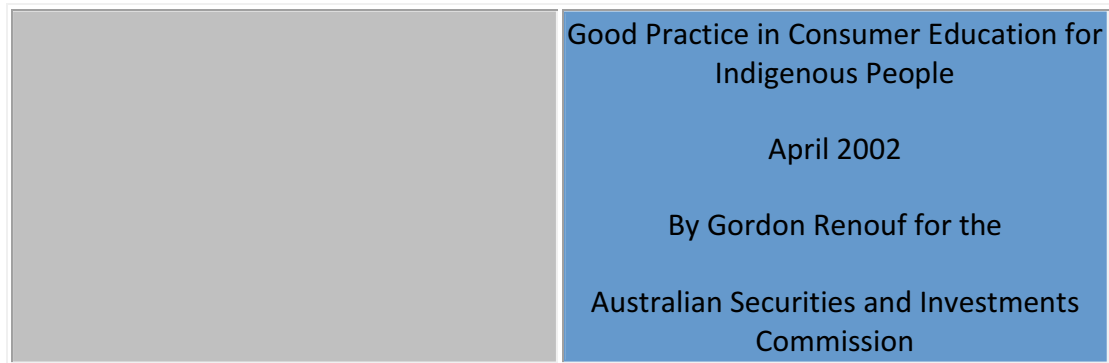 Good Practice in Consumer Education for
Indigenous People
April 2002
By Gordon Renouf for the
Australian Securities and Investments
Commission